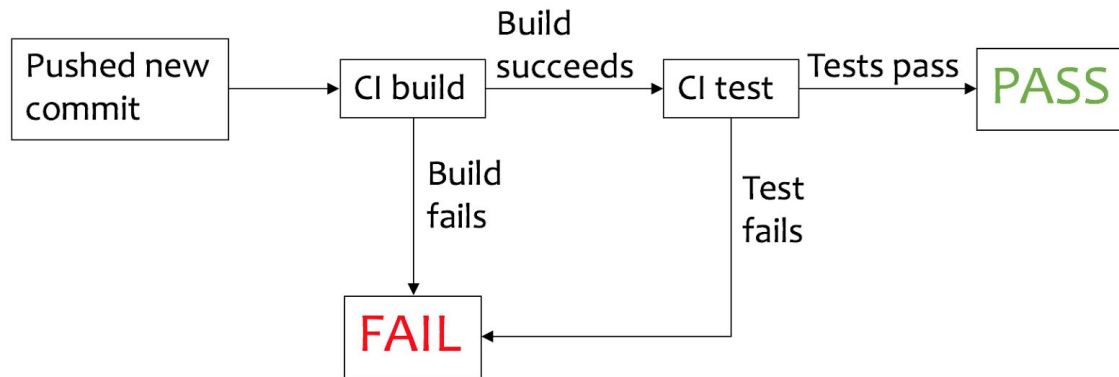 Pushed new
commit
CI build
Build
succeeds
CI test
Tests pass
PASS
Build
fails
Test
fails
FAIL